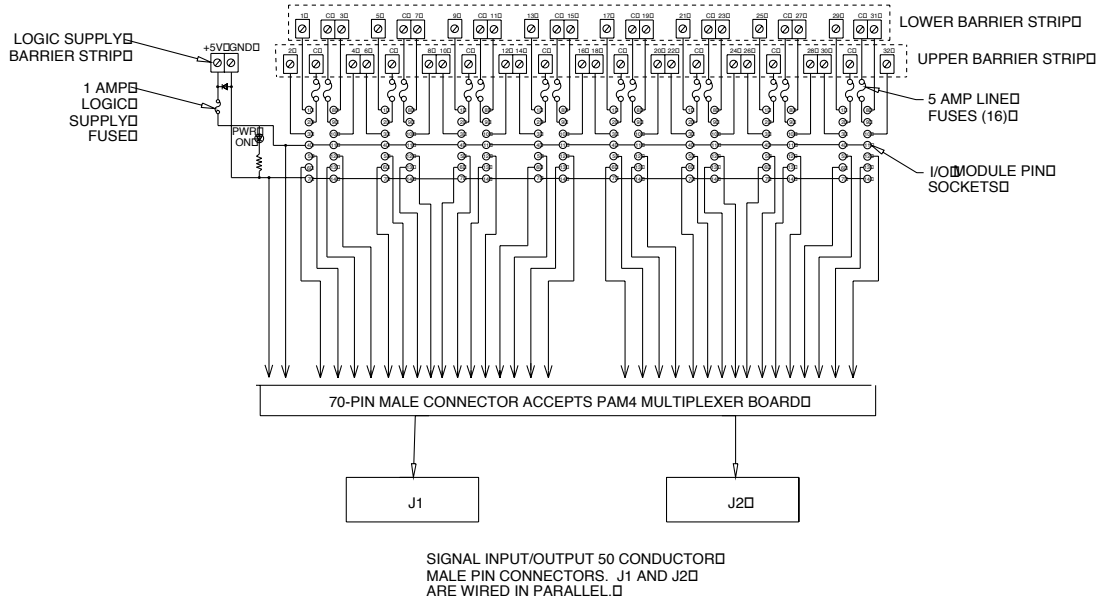 1 C 3 5 C 7 9 C 11 13 C 15 17 C 19 21 C 23 25 C 27 29 C 31
LOWER BARRIER STRIP
LOGIC SUPPLY
BARRIER STRIP
+5V GND
2 C C 4 6 C C 8 10 C C 12 14 C C 16 18 C C 20 22 C C 24 26 C C 28 30 C C 32
UPPER BARRIER STRIP
1 AMP
LOGIC
SUPPLY
FUSE
5 AMP LINE
FUSES (16)
PWR
ON
I/O MODULE PIN
SOCKETS
70-PIN MALE CONNECTOR ACCEPTS PAM4 MULTIPLEXER BOARD
J1
J2
SIGNAL INPUT/OUTPUT 50 CONDUCTOR
MALE PIN CONNECTORS. J1 AND J2
ARE WIRED IN PARALLEL.